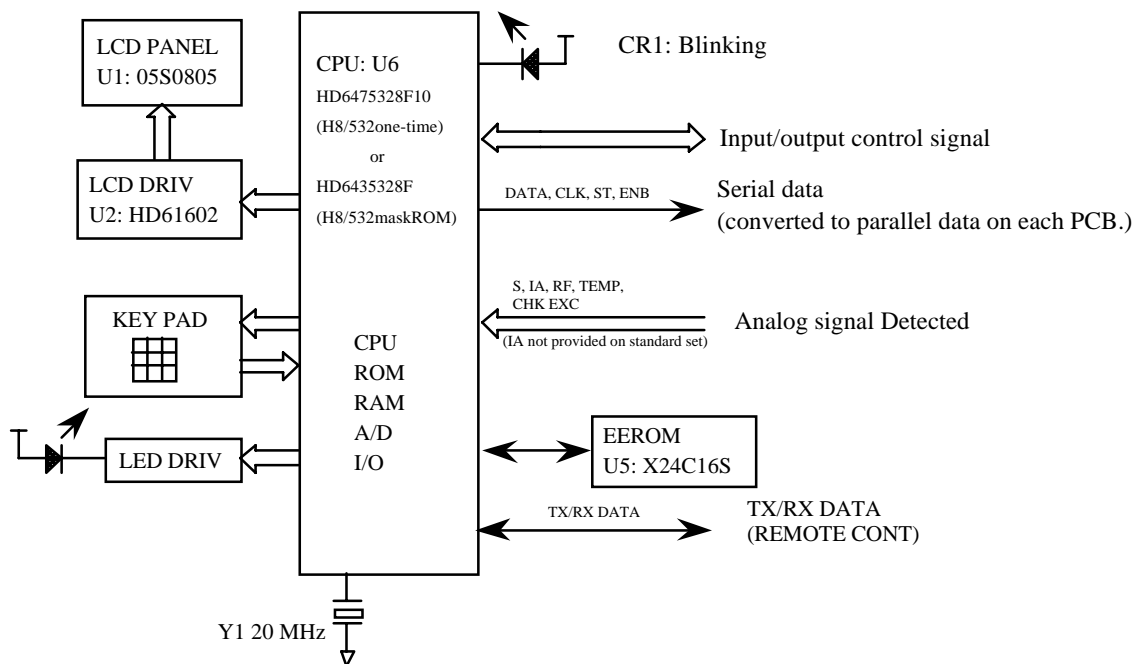 LCD PANEL
U1: 05S0805
LCD DRIV
U2: HD61602
KEY PAD
LED DRIV
CPU: U6
HD6475328F10
(H8/532one-time)
or
HD6435328F
(H8/532maskROM)
CPU
ROM
RAM
A/D
I/O
Y1 20 MHz
CR1: Blinking
Input/output control signal
DATA, CLK, ST, ENB
Serial data
(converted to parallel data on each PCB.)
S, IA, RF, TEMP,
CHK EXC
(IA not provided on standard set)
Analog signal Detected
EEROM
U5: X24C16S
TX/RX DATA
TX/RX DATA
(REMOTE CONT)